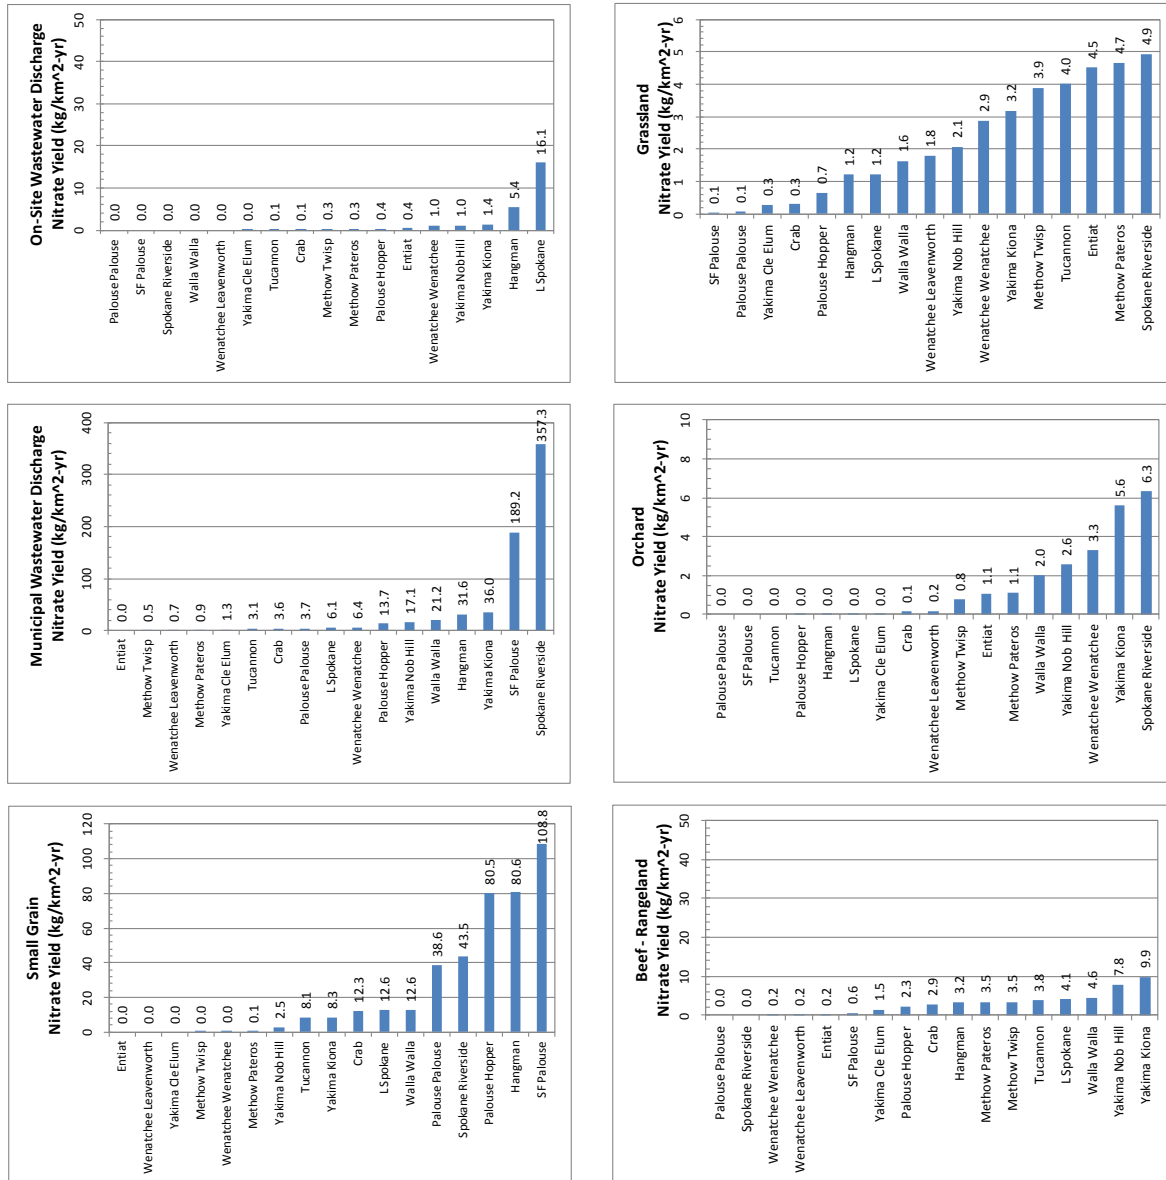 On-Site Wastewater Discharge
Nitrate Yield (kg/km^2-yr)
50
40
30
20
10
0
0.0
0.0
0.0
0.0
0.0
0.0
0.1
0.1
0.3
0.3
0.4
0.4
1.0
1.0
1.4
5.4
16.1
Palouse Palouse
SF Palouse
Spokane Riverside
Walla Walla
Wenatchee Leavenworth
Yakima Cle Elum
Tucannon
Crab
Methow Twisp
Methow Pateros
Palouse Hopper
Entiat
Wenatchee Wenatchee
Yakima Nob Hill
Yakima Kiona
Hangman
L Spokane
Grassland
Nitrate Yield (kg/km^2-yr)
6
5
4
3
2
1
0
0.1
0.1
0.3
0.3
0.7
1.2
1.2
1.6
1.8
2.1
2.9
3.2
3.9
4.0
4.5
4.7
4.9
SF Palouse
Palouse Palouse
Yakima Cle Elum
Crab
Palouse Hopper
Hangman
L Spokane
Walla Walla
Wenatchee Leavenworth
Yakima Nob Hill
Wenatchee Wenatchee
Yakima Kiona
Methow Twisp
Tucannon
Entiat
Methow Pateros
Spokane Riverside
Municipal Wastewater Discharge
Nitrate Yield (kg/km^2-yr)
400
300
200
100
0
0.0
0.5
0.7
0.9
1.3
3.1
3.6
3.7
6.1
6.4
13.7
17.1
21.2
31.6
36.0
189.2
357.3
Entiat
Methow Twisp
Wenatchee Leavenworth
Methow Pateros
Yakima Cle Elum
Tucannon
Crab
Palouse Palouse
L Spokane
Wenatchee Wenatchee
Palouse Hopper
Yakima Nob Hill
Walla Walla
Hangman
Yakima Kiona
SF Palouse
Spokane Riverside
Orchard
Nitrate Yield (kg/km^2-yr)
10
8
6
4
2
0
0.0
0.0
0.0
0.0
0.0
0.0
0.0
0.1
0.2
0.8
1.1
1.1
2.0
2.6
3.3
5.6
6.3
Palouse Palouse
SF Palouse
Tucannon
Palouse Hopper
Hangman
L Spokane
Yakima Cle Elum
Crab
Wenatchee Leavenworth
Methow Twisp
Entiat
Methow Pateros
Walla Walla
Yakima Nob Hill
Wenatchee Wenatchee
Yakima Kiona
Spokane Riverside
Small Grain
Nitrate Yield (kg/km^2-yr)
120
100
80
60
40
20
0
0.0
0.0
0.0
0.0
0.0
0.1
2.5
8.1
8.3
12.3
12.6
12.6
38.6
43.5
80.5
80.6
108.8
Entiat
Wenatchee Leavenworth
Yakima Cle Elum
Methow Twisp
Wenatchee Wenatchee
Methow Pateros
Yakima Nob Hill
Tucannon
Yakima Kiona
Crab
L Spokane
Walla Walla
Palouse Palouse
Spokane Riverside
Palouse Hopper
Hangman
SF Palouse
Beef - Rangeland
Nitrate Yield (kg/km^2-yr)
50
40
30
20
10
0
0.0
0.0
0.2
0.2
0.2
0.6
1.5
2.3
2.9
3.2
3.5
3.5
3.8
4.1
4.6
7.8
9.9
Palouse Palouse
Spokane Riverside
Wenatchee Wenatchee
Wenatchee Leavenworth
Entiat
SF Palouse
Yakima Cle Elum
Palouse Hopper
Crab
Hangman
Methow Pateros
Methow Twisp
Tucannon
L Spokane
Walla Walla
Yakima Nob Hill
Yakima Kiona